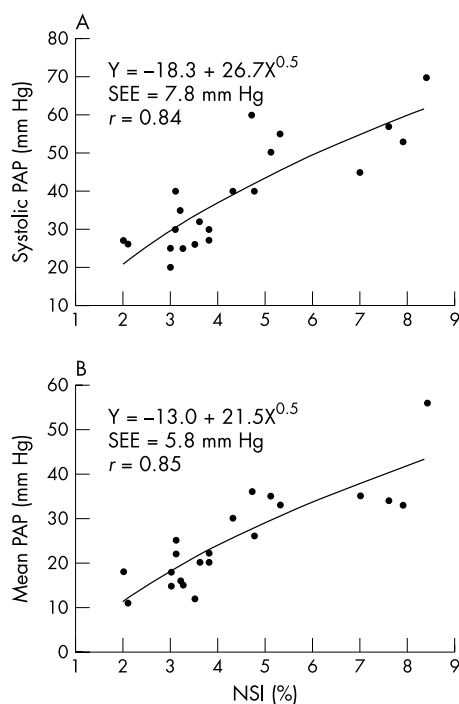 A
Y = –18.3 + 26.7X^0.5
SEE = 7.8 mm Hg
r = 0.84
Systolic PAP (mm Hg)
80
70
60
50
40
30
20
10
1 2 3 4 5 6 7 8 9
B
Y = –13.0 + 21.5X^0.5
SEE = 5.8 mm Hg
r = 0.85
Mean PAP (mm Hg)
60
50
40
30
20
10
0
1 2 3 4 5 6 7 8 9
NSI (%)